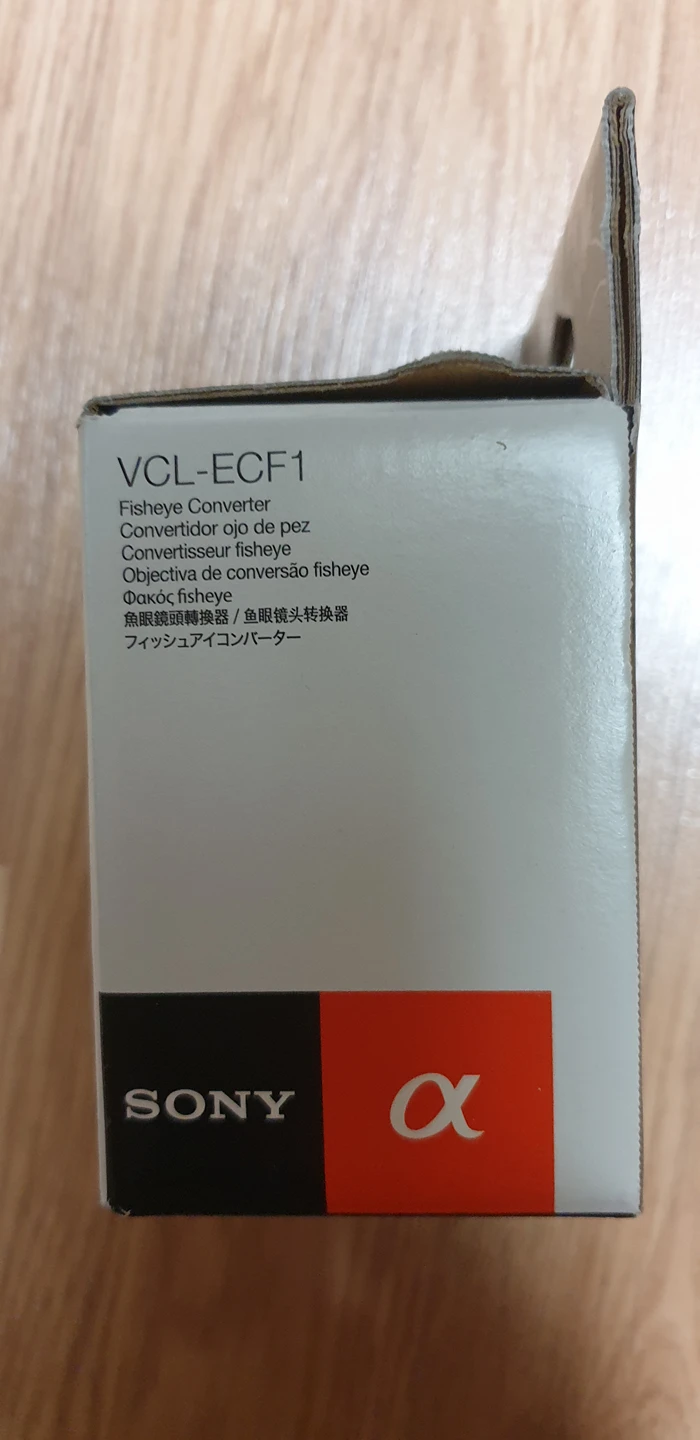 VCL-ECF1
Fisheye Converter
Convertidor ojo de pez
Convertisseur fisheye
Objectiva de conversão fisheye
Φακός fisheye
魚眼鏡頭轉換器 / 鱼眼镜头转换器
フィッシュアイコンバーター
SONY α